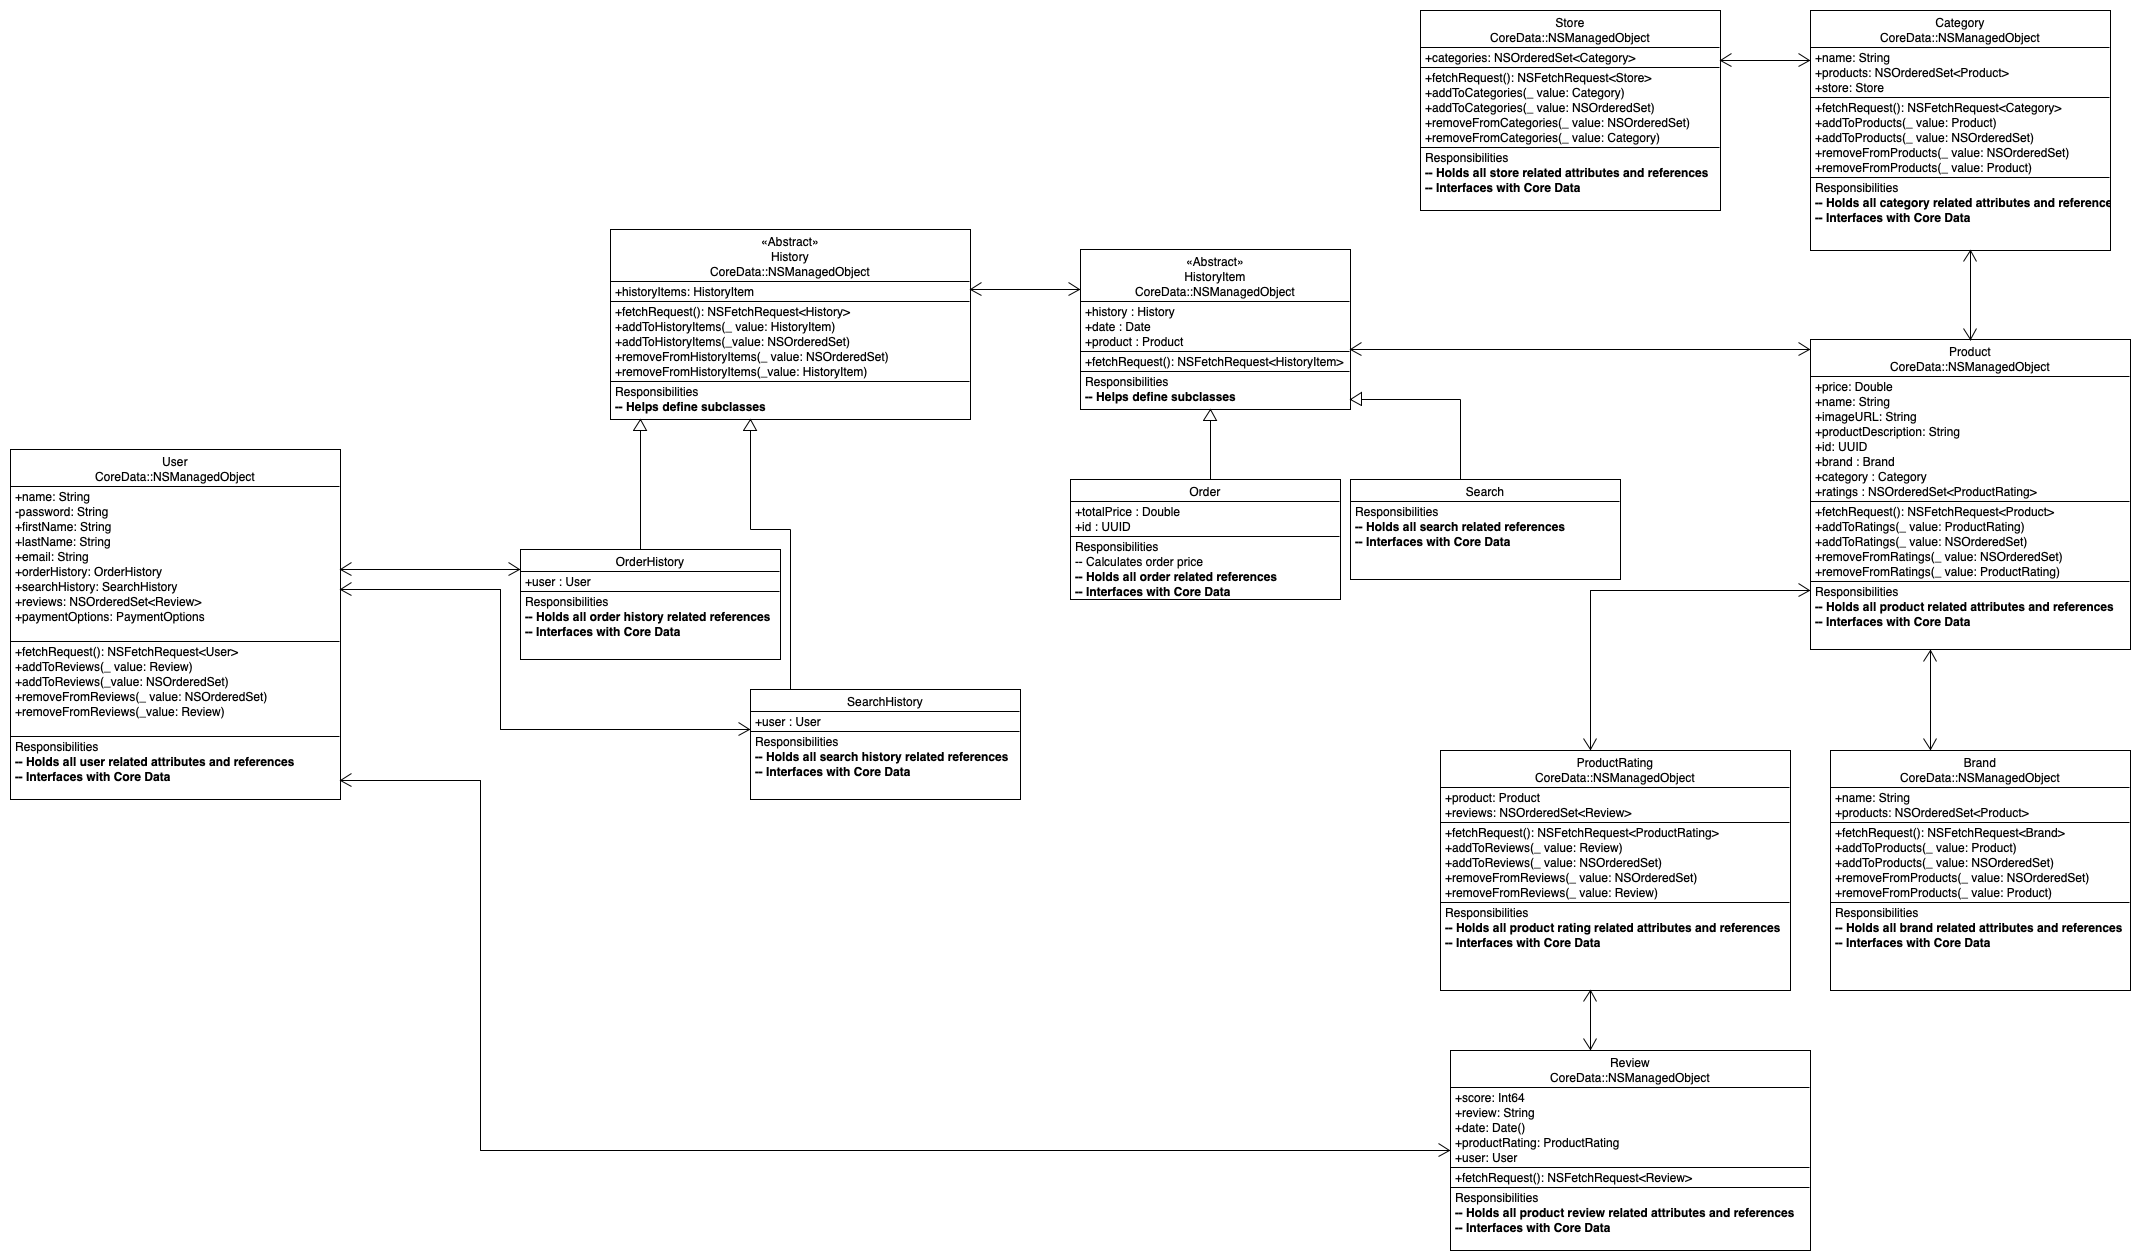 Store
CoreData::NSManagedObject
+categories: NSOrderedSet<Category>
+fetchRequest(): NSFetchRequest<Store>
+addToCategories(_ value: Category)
+addToCategories(_ value: NSOrderedSet)
+removeFromCategories(_ value: NSOrderedSet)
+removeFromCategories(_ value: Category)
Responsibilities
-- Holds all store related attributes and references
-- Interfaces with Core Data
Category
CoreData::NSManagedObject
+name: String
+products: NSOrderedSet<Product>
+store: Store
+fetchRequest(): NSFetchRequest<Category>
+addToProducts(_ value: Product)
+addToProducts(_ value: NSOrderedSet)
+removeFromProducts(_ value: NSOrderedSet)
+removeFromProducts(_ value: Product)
Responsibilities
-- Holds all category related attributes and reference
-- Interfaces with Core Data
«Abstract»
History
CoreData::NSManagedObject
+historyItems: HistoryItem
+fetchRequest(): NSFetchRequest<History>
+addToHistoryItems(_ value: HistoryItem)
+addToHistoryItems(_value: NSOrderedSet)
+removeFromHistoryItems(_ value: NSOrderedSet)
+removeFromHistoryItems(_value: HistoryItem)
Responsibilities
-- Helps define subclasses
«Abstract»
HistoryItem
CoreData::NSManagedObject
+history : History
+date : Date
+product : Product
+fetchRequest(): NSFetchRequest<HistoryItem>
Responsibilities
-- Helps define subclasses
Product
CoreData::NSManagedObject
+price: Double
+name: String
+imageURL: String
+productDescription: String
+id: UUID
+brand : Brand
+category : Category
+ratings : NSOrderedSet<ProductRating>
+fetchRequest(): NSFetchRequest<Product>
+addToRatings(_ value: ProductRating)
+addToRatings(_ value: NSOrderedSet)
+removeFromRatings(_ value: NSOrderedSet)
+removeFromRatings(_ value: ProductRating)
Responsibilities
-- Holds all product related attributes and references
-- Interfaces with Core Data
User
CoreData::NSManagedObject
+name: String
-password: String
+firstName: String
+lastName: String
+email: String
+orderHistory: OrderHistory
+searchHistory: SearchHistory
+reviews: NSOrderedSet<Review>
+paymentOptions: PaymentOptions
+fetchRequest(): NSFetchRequest<User>
+addToReviews(_ value: Review)
+addToReviews(_value: NSOrderedSet)
+removeFromReviews(_ value: NSOrderedSet)
+removeFromReviews(_value: Review)
Responsibilities
-- Holds all user related attributes and references
-- Interfaces with Core Data
Order
+totalPrice : Double
+id : UUID
Responsibilities
-- Calculates order price
-- Holds all order related references
-- Interfaces with Core Data
Search
Responsibilities
-- Holds all search related references
-- Interfaces with Core Data
OrderHistory
+user : User
Responsibilities
-- Holds all order history related references
-- Interfaces with Core Data
SearchHistory
+user : User
Responsibilities
-- Holds all search history related references
-- Interfaces with Core Data
ProductRating
CoreData::NSManagedObject
+product: Product
+reviews: NSOrderedSet<Review>
+fetchRequest(): NSFetchRequest<ProductRating>
+addToReviews(_ value: Review)
+addToReviews(_ value: NSOrderedSet)
+removeFromReviews(_ value: NSOrderedSet)
+removeFromReviews(_ value: Review)
Responsibilities
-- Holds all product rating related attributes and references
-- Interfaces with Core Data
Brand
CoreData::NSManagedObject
+name: String
+products: NSOrderedSet<Product>
+fetchRequest(): NSFetchRequest<Brand>
+addToProducts(_ value: Product)
+addToProducts(_ value: NSOrderedSet)
+removeFromProducts(_ value: NSOrderedSet)
+removeFromProducts(_ value: Product)
Responsibilities
-- Holds all brand related attributes and references
-- Interfaces with Core Data
Review
CoreData::NSManagedObject
+score: Int64
+review: String
+date: Date()
+productRating: ProductRating
+user: User
+fetchRequest(): NSFetchRequest<Review>
Responsibilities
-- Holds all product review related attributes and references
-- Interfaces with Core Data